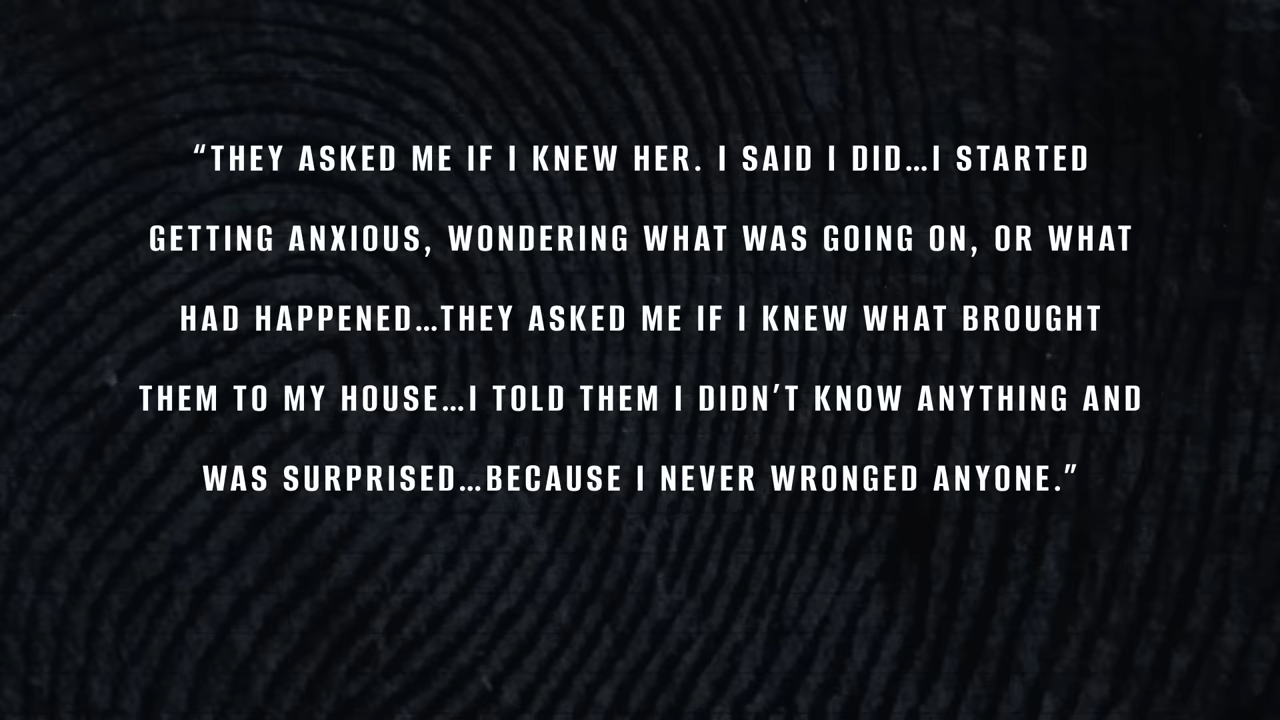 “THEY ASKED ME IF I KNEW HER. I SAID I DID...I STARTED
GETTING ANXIOUS, WONDERING WHAT WAS GOING ON, OR WHAT
HAD HAPPENED...THEY ASKED ME IF I KNEW WHAT BROUGHT
THEM TO MY HOUSE...I TOLD THEM I DIDN’T KNOW ANYTHING AND
WAS SURPRISED...BECAUSE I NEVER WRONGED ANYONE.”